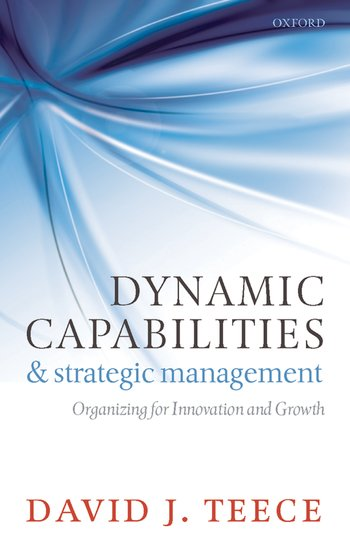 OXFORD
DYNAMIC
CAPABILITIES
& strategic management
Organizing for Innovation and Growth
DAVID J. TEECE